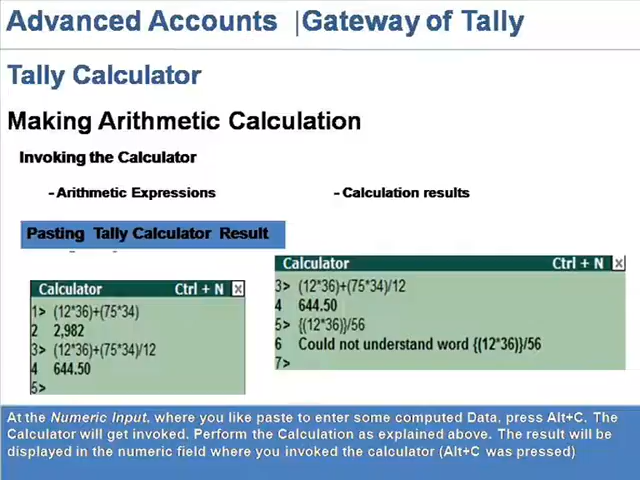 Advanced Accounts |Gateway of Tally
Tally Calculator
Making Arithmetic Calculation
Invoking the Calculator
- Arithmetic Expressions - Calculation results
Pasting Tally Calculator Result
Calculator Ctrl + N x
1> (12*36)+(75*34)
2 2,982
3> (12*36)+(75*34)/12
4 644.50
5>
Calculator Ctrl + N x
3> (12*36)+(75*34)/12
4 644.50
5> {(12*36)}/56
6 Could not understand word {(12*36)}/56
7>
At the Numeric Input, where you like paste to enter some computed Data, press Alt+C. The
Calculator will get invoked. Perform the Calculation as explained above. The result will be
displayed in the numeric field where you invoked the calculator (Alt+C was pressed)